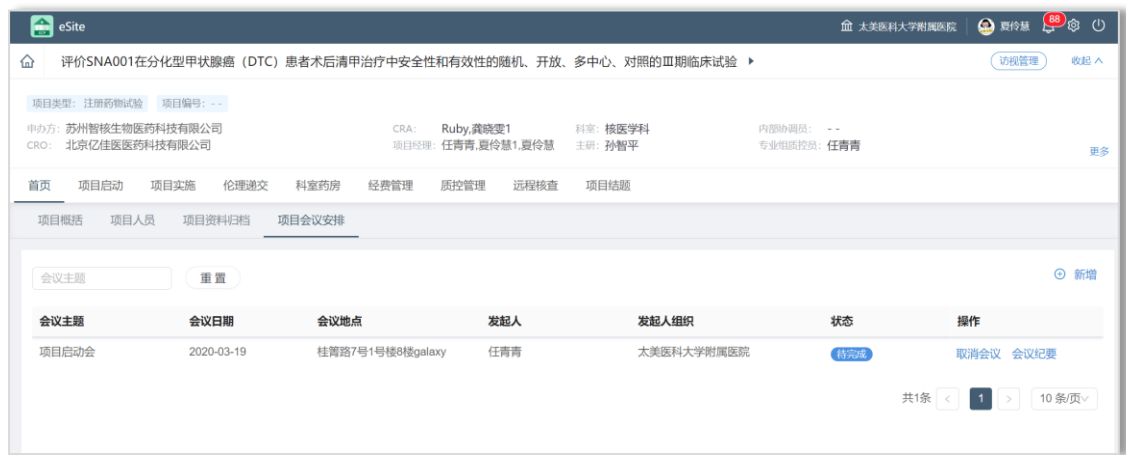 eSite 太美医科大学附属医院 夏伶慧 88
评价SNA001在分化型甲状腺癌（DTC）患者术后清甲治疗中安全性和有效性的随机、开放、多中心、对照的Ⅲ期临床试验 访视管理 收起
项目类型: 注册药物试验 项目编号: - -
申办方: 苏州智核生物医药科技有限公司 CRA: Ruby,龚晓雯1 科室: 核医学科 内部协调员: - -
CRO: 北京亿佳医医药科技有限公司 项目经理: 任青青,夏伶慧1,夏伶慧 主研: 孙智平 专业组质控员: 任青青
更多
首页 项目启动 项目实施 伦理递交 科室药房 经费管理 质控管理 远程核查 项目结题
项目概括 项目人员 项目资料归档 项目会议安排
会议主题 重 置 新增
会议主题 会议日期 会议地点 发起人 发起人组织 状态 操作
项目启动会 2020-03-19 桂箐路7号1号楼8楼galaxy 任青青 太美医科大学附属医院 待完成 取消会议 会议纪要
共1条 < 1 > 10 条/页